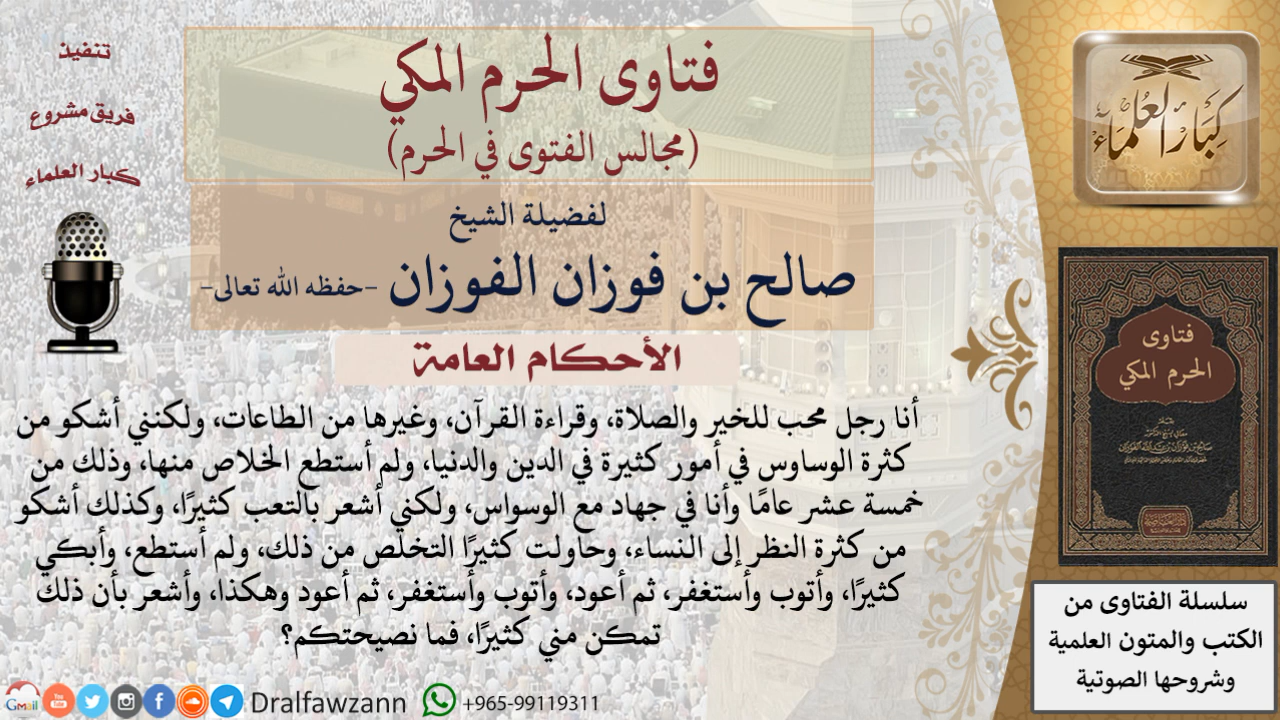 فتاوى الحرم المكي
(مجالس الفتوى في الحرم)
لفضيلة الشيخ
صالح بن فوزان الفوزان -حفظه الله تعالى-
الأحكام العامة
أنا رجل محب للخير والصلاة، وقراءة القرآن، وغيرها من الطاعات، ولكنني أشكو من
كثرة الوساوس في أمور كثيرة في الدين والدنيا، ولم أستطع الخلاص منها، وذلك من
خمسة عشر عامًا وأنا في جهاد مع الوسواس، ولكني أشعر بالتعب كثيرًا، وكذلك أشكو
من كثرة النظر إلى النساء، وحاولت كثيرًا التخلص من ذلك، ولم أستطع، وأبكي
كثيرًا، وأتوب وأستغفر، ثم أعود، وأتوب وأستغفر، ثم أعود وهكذا، وأشعر بأن ذلك
تمكن مني كثيرًا، فما نصيحتكم؟
كبار العلماء
فتاوى
الحرم المكي
سلسلة الفتاوى من
الكتب والمتون العلمية
وشروحها الصوتية
تنفيذ
فريق مشروع
كبار العلماء
Gmail
You
Tube
Dralfawzann
+965-99119311